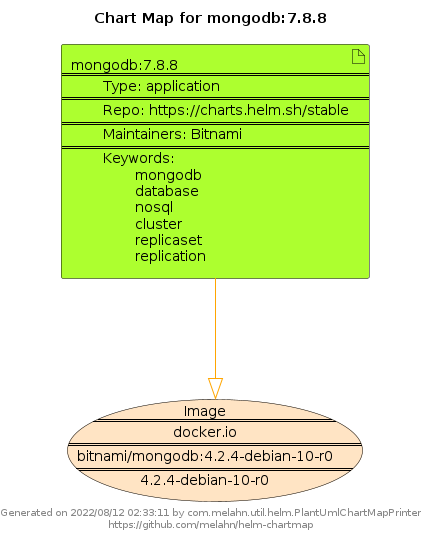 Chart Map for mongodb:7.8.8
mongodb:7.8.8
Type: application
Repo: https://charts.helm.sh/stable
Maintainers: Bitnami
Keywords:
mongodb
database
nosql
cluster
replicaset
replication
Image
docker.io
bitnami/mongodb:4.2.4-debian-10-r0
4.2.4-debian-10-r0
Generated on 2022/08/12 02:33:11 by com.melahn.util.helm.PlantUmlChartMapPrinter
https://github.com/melahn/helm-chartmap